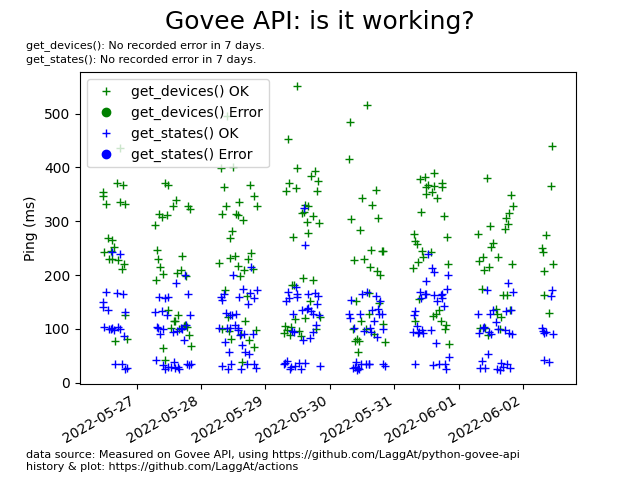 Govee API: is it working?
get_devices(): No recorded error in 7 days.
get_states(): No recorded error in 7 days.
get_devices() OK
get_devices() Error
get_states() OK
get_states() Error
Ping (ms)
500
400
300
200
100
0
2022-05-27
2022-05-28
2022-05-29
2022-05-30
2022-05-31
2022-06-01
2022-06-02
data source: Measured on Govee API, using https://github.com/LaggAt/python-govee-api
history & plot: https://github.com/LaggAt/actions